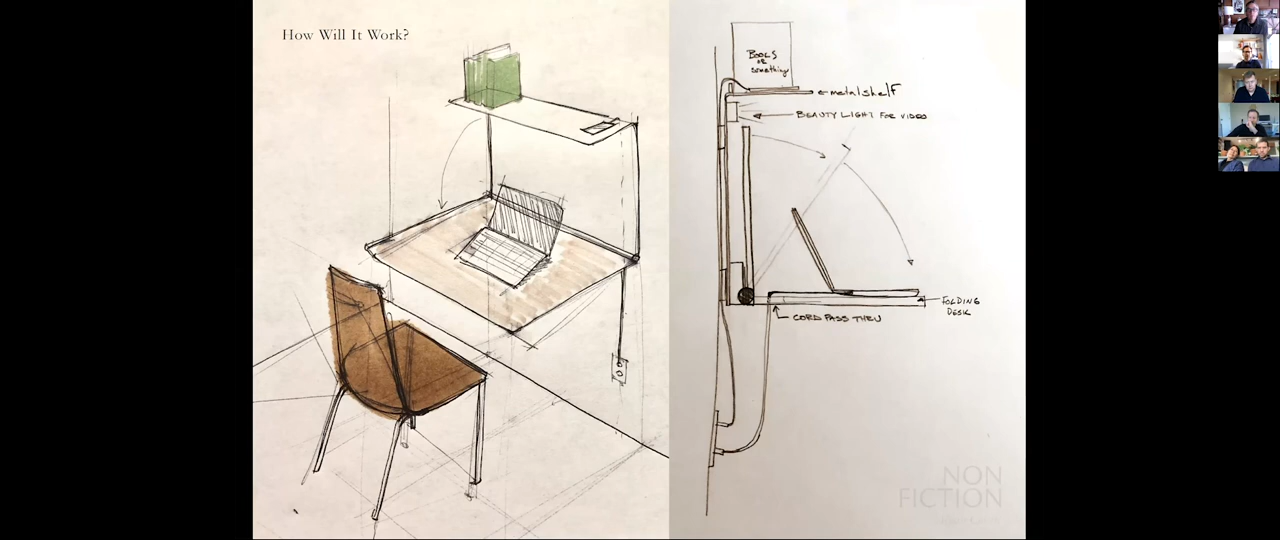 How Will It Work?
BOOKS
OR
something
metal shelf
BEAUTY LIGHT FOR VIDEO
FOLDING
DESK
CORD PASS THRU
NON
FICTION